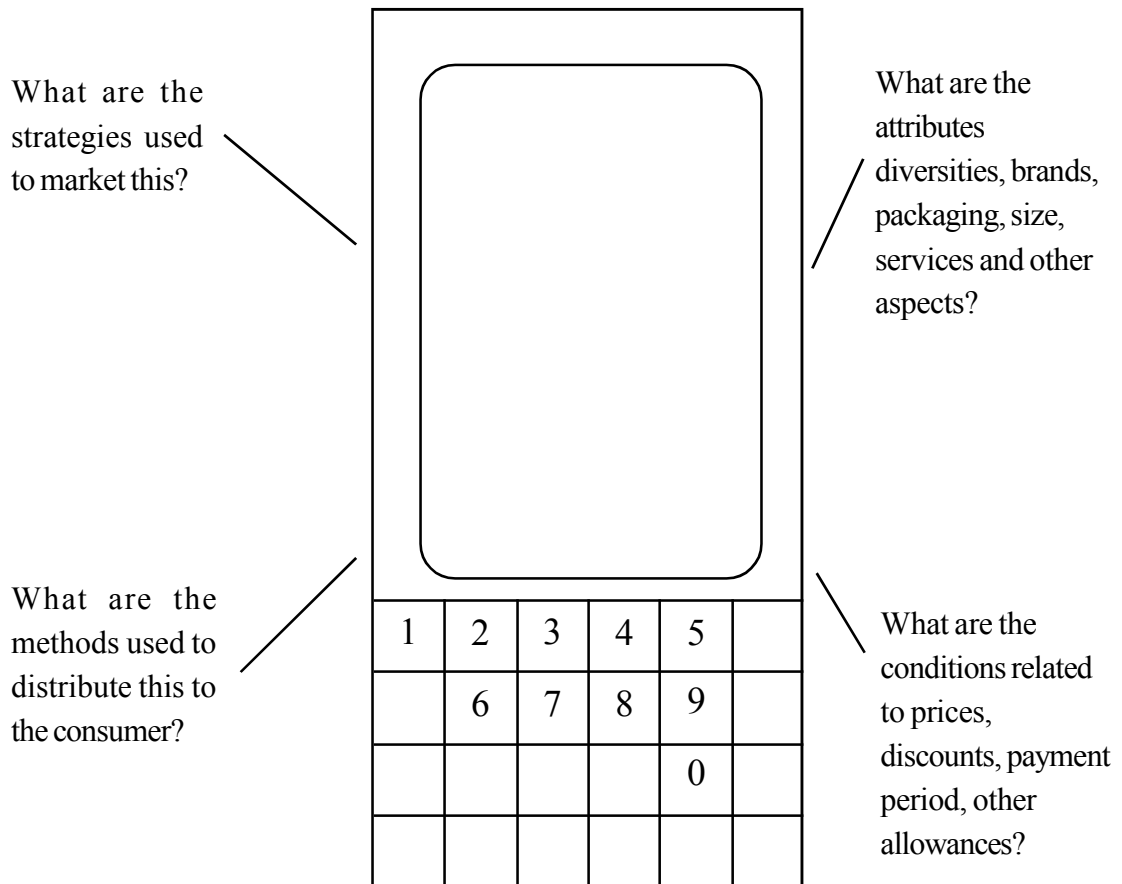 What are the
strategies used
to market this?
What are the
attributes
diversities, brands,
packaging, size,
services and other
aspects?
What are the
methods used to
distribute this to
the consumer?
1 2 3 4 5
6 7 8 9
0
What are the
conditions related
to prices,
discounts, payment
period, other
allowances?